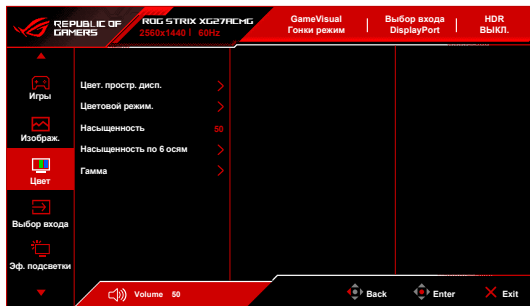 REPUBLIC OF
GAMERS
ROG STRIX XG27ACMG
2560x1440 | 60Hz
GameVisual
Гонки режим
Выбор входа
DisplayPort
HDR
ВЫКЛ.
Игры
Изображ.
Цвет
Выбор входа
Эф. подсветки
Цвет. простр. дисп.
Цветовой режим.
Насыщенность 50
Насыщенность по 6 осям
Гамма
Volume 50
Back
Enter
Exit